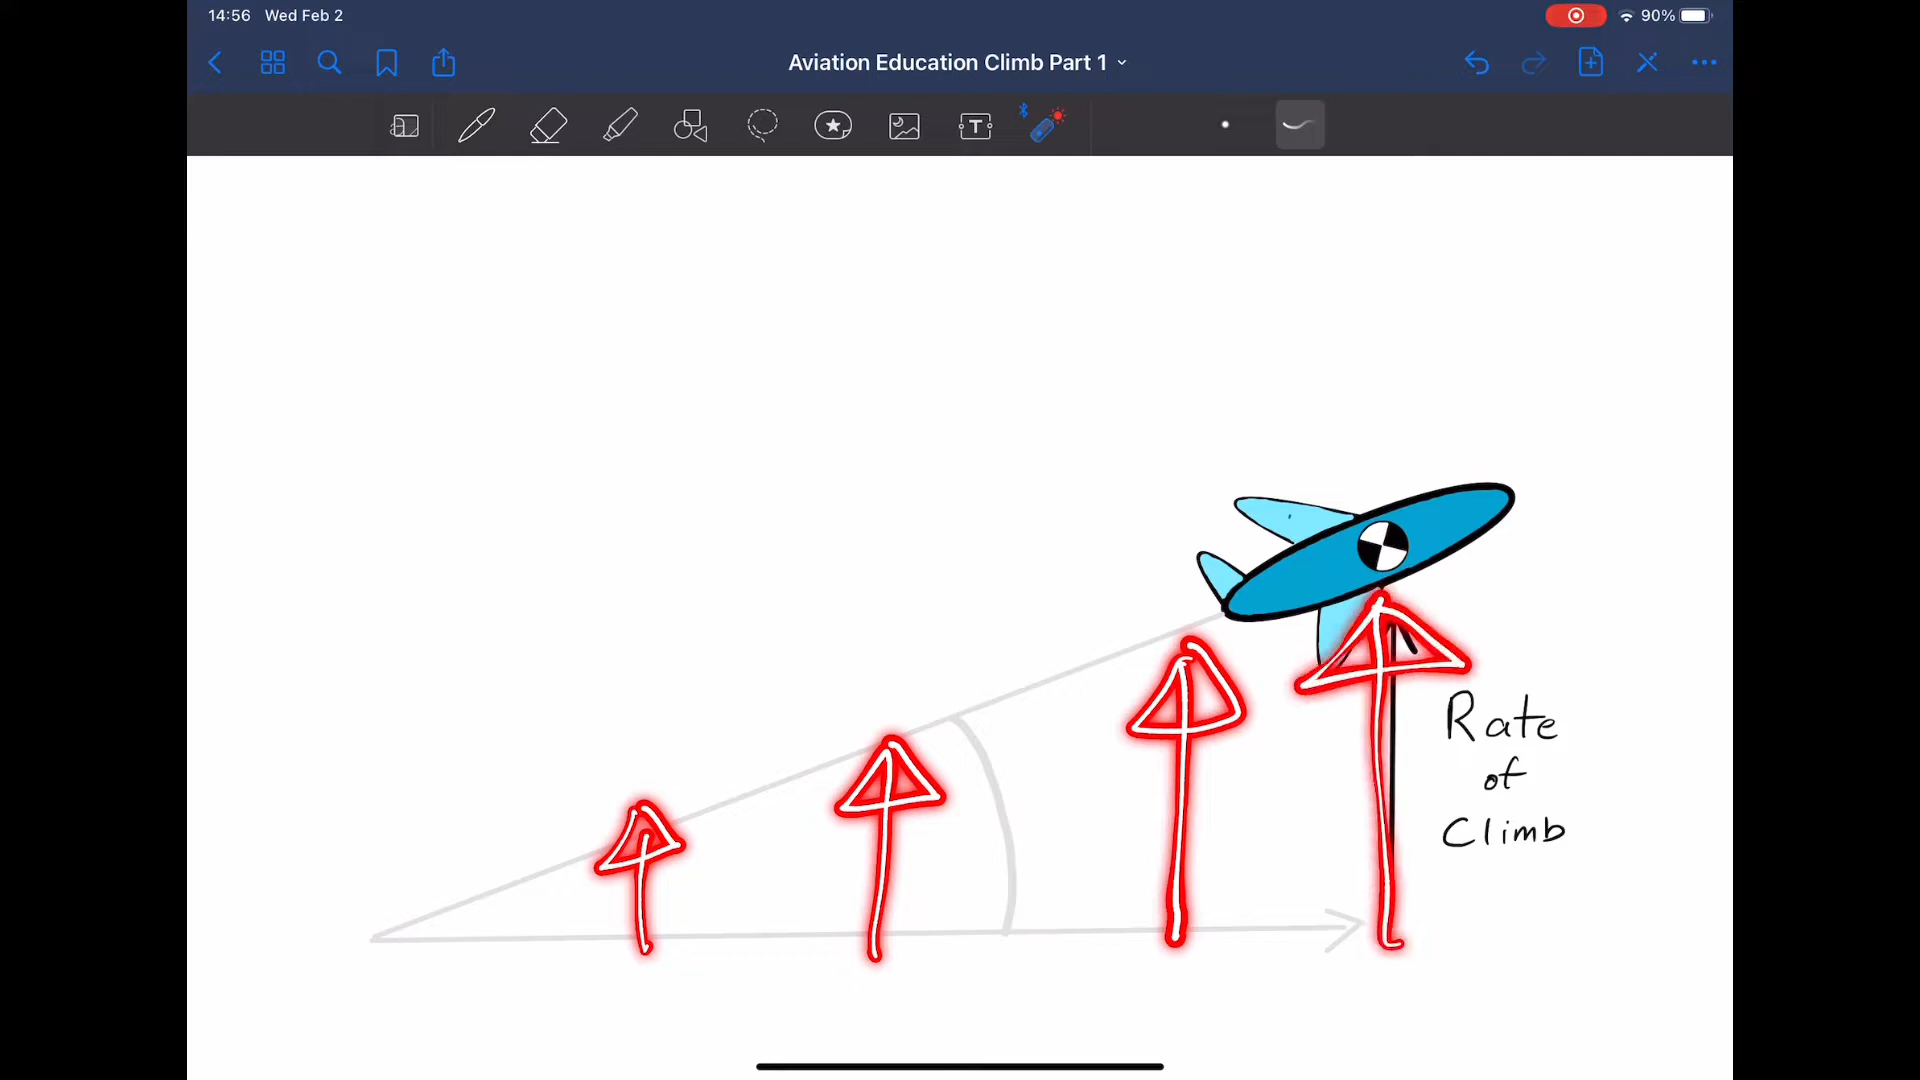 14:56 Wed Feb 2
90%
Aviation Education Climb Part 1
T
Rate
of
Climb